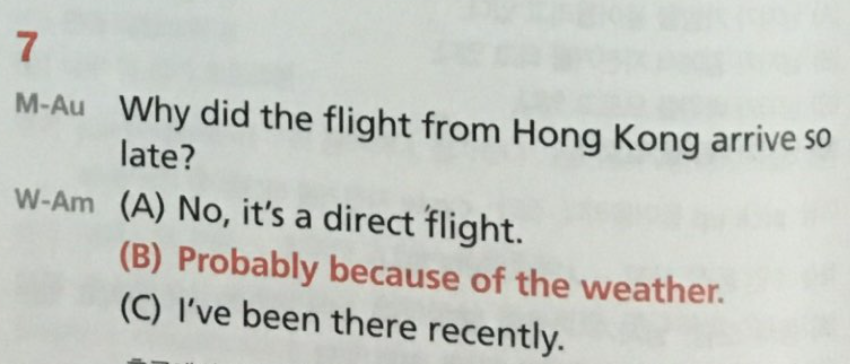 7
M-Au Why did the flight from Hong Kong arrive so
late?
W-Am (A) No, it's a direct flight.
(B) Probably because of the weather.
(C) I've been there recently.